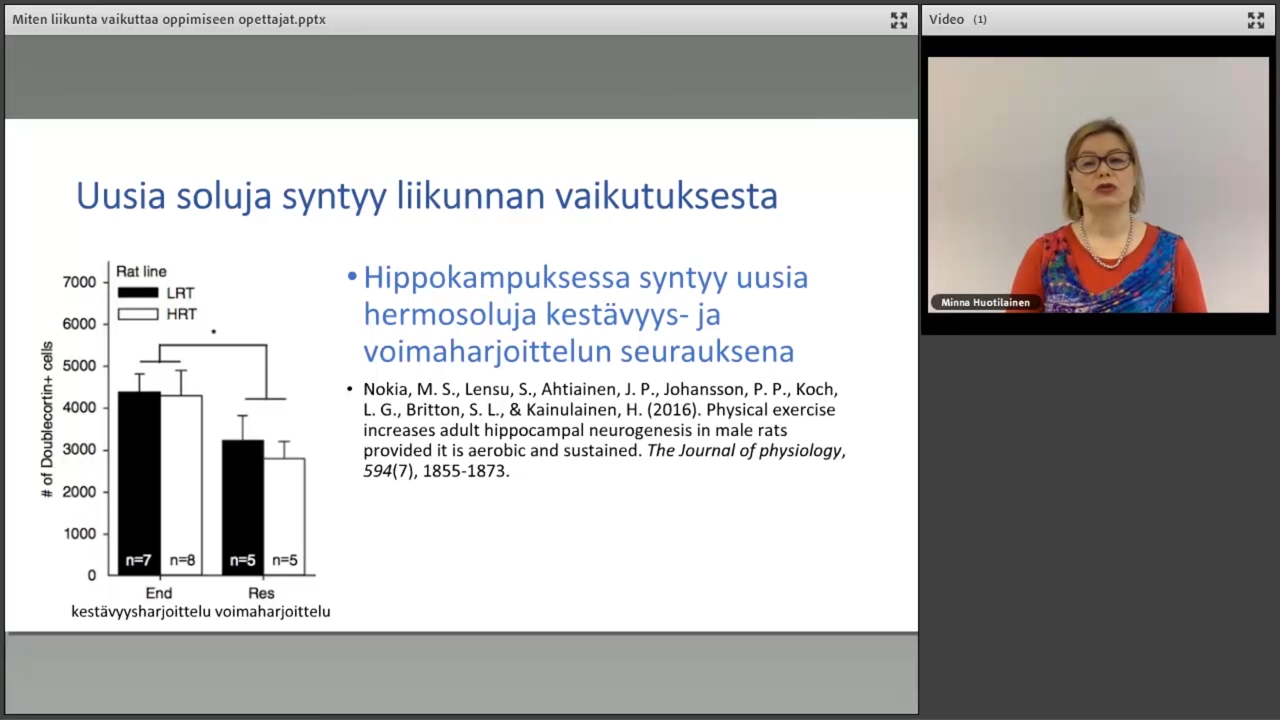 Miten liikunta vaikuttaa oppimiseen opettajat.pptx
Video (1)
Minna Huotilainen
Uusia soluja syntyy liikunnan vaikutuksesta
# of Doublecortin+ cells
7000
6000
5000
4000
3000
2000
1000
0
Rat line
LRT
HRT
*
n=7 n=8 n=5 n=5
End Res
kestävyysharjoittelu voimaharjoittelu
• Hippokampuksessa syntyy uusia
hermosoluja kestävyys- ja
voimaharjoittelun seurauksena
• Nokia, M. S., Lensu, S., Ahtiainen, J. P., Johansson, P. P., Koch,
L. G., Britton, S. L., & Kainulainen, H. (2016). Physical exercise
increases adult hippocampal neurogenesis in male rats
provided it is aerobic and sustained. The Journal of physiology,
594(7), 1855-1873.